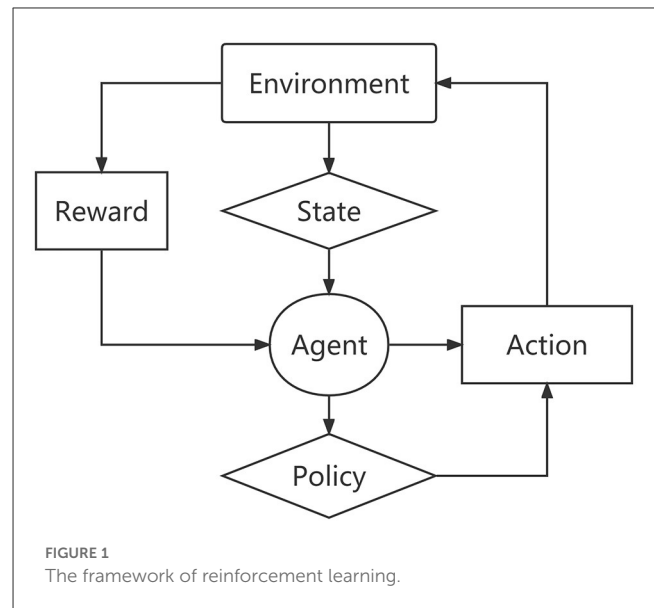 Environment
Reward
State
Agent
Action
Policy
FIGURE 1
The framework of reinforcement learning.